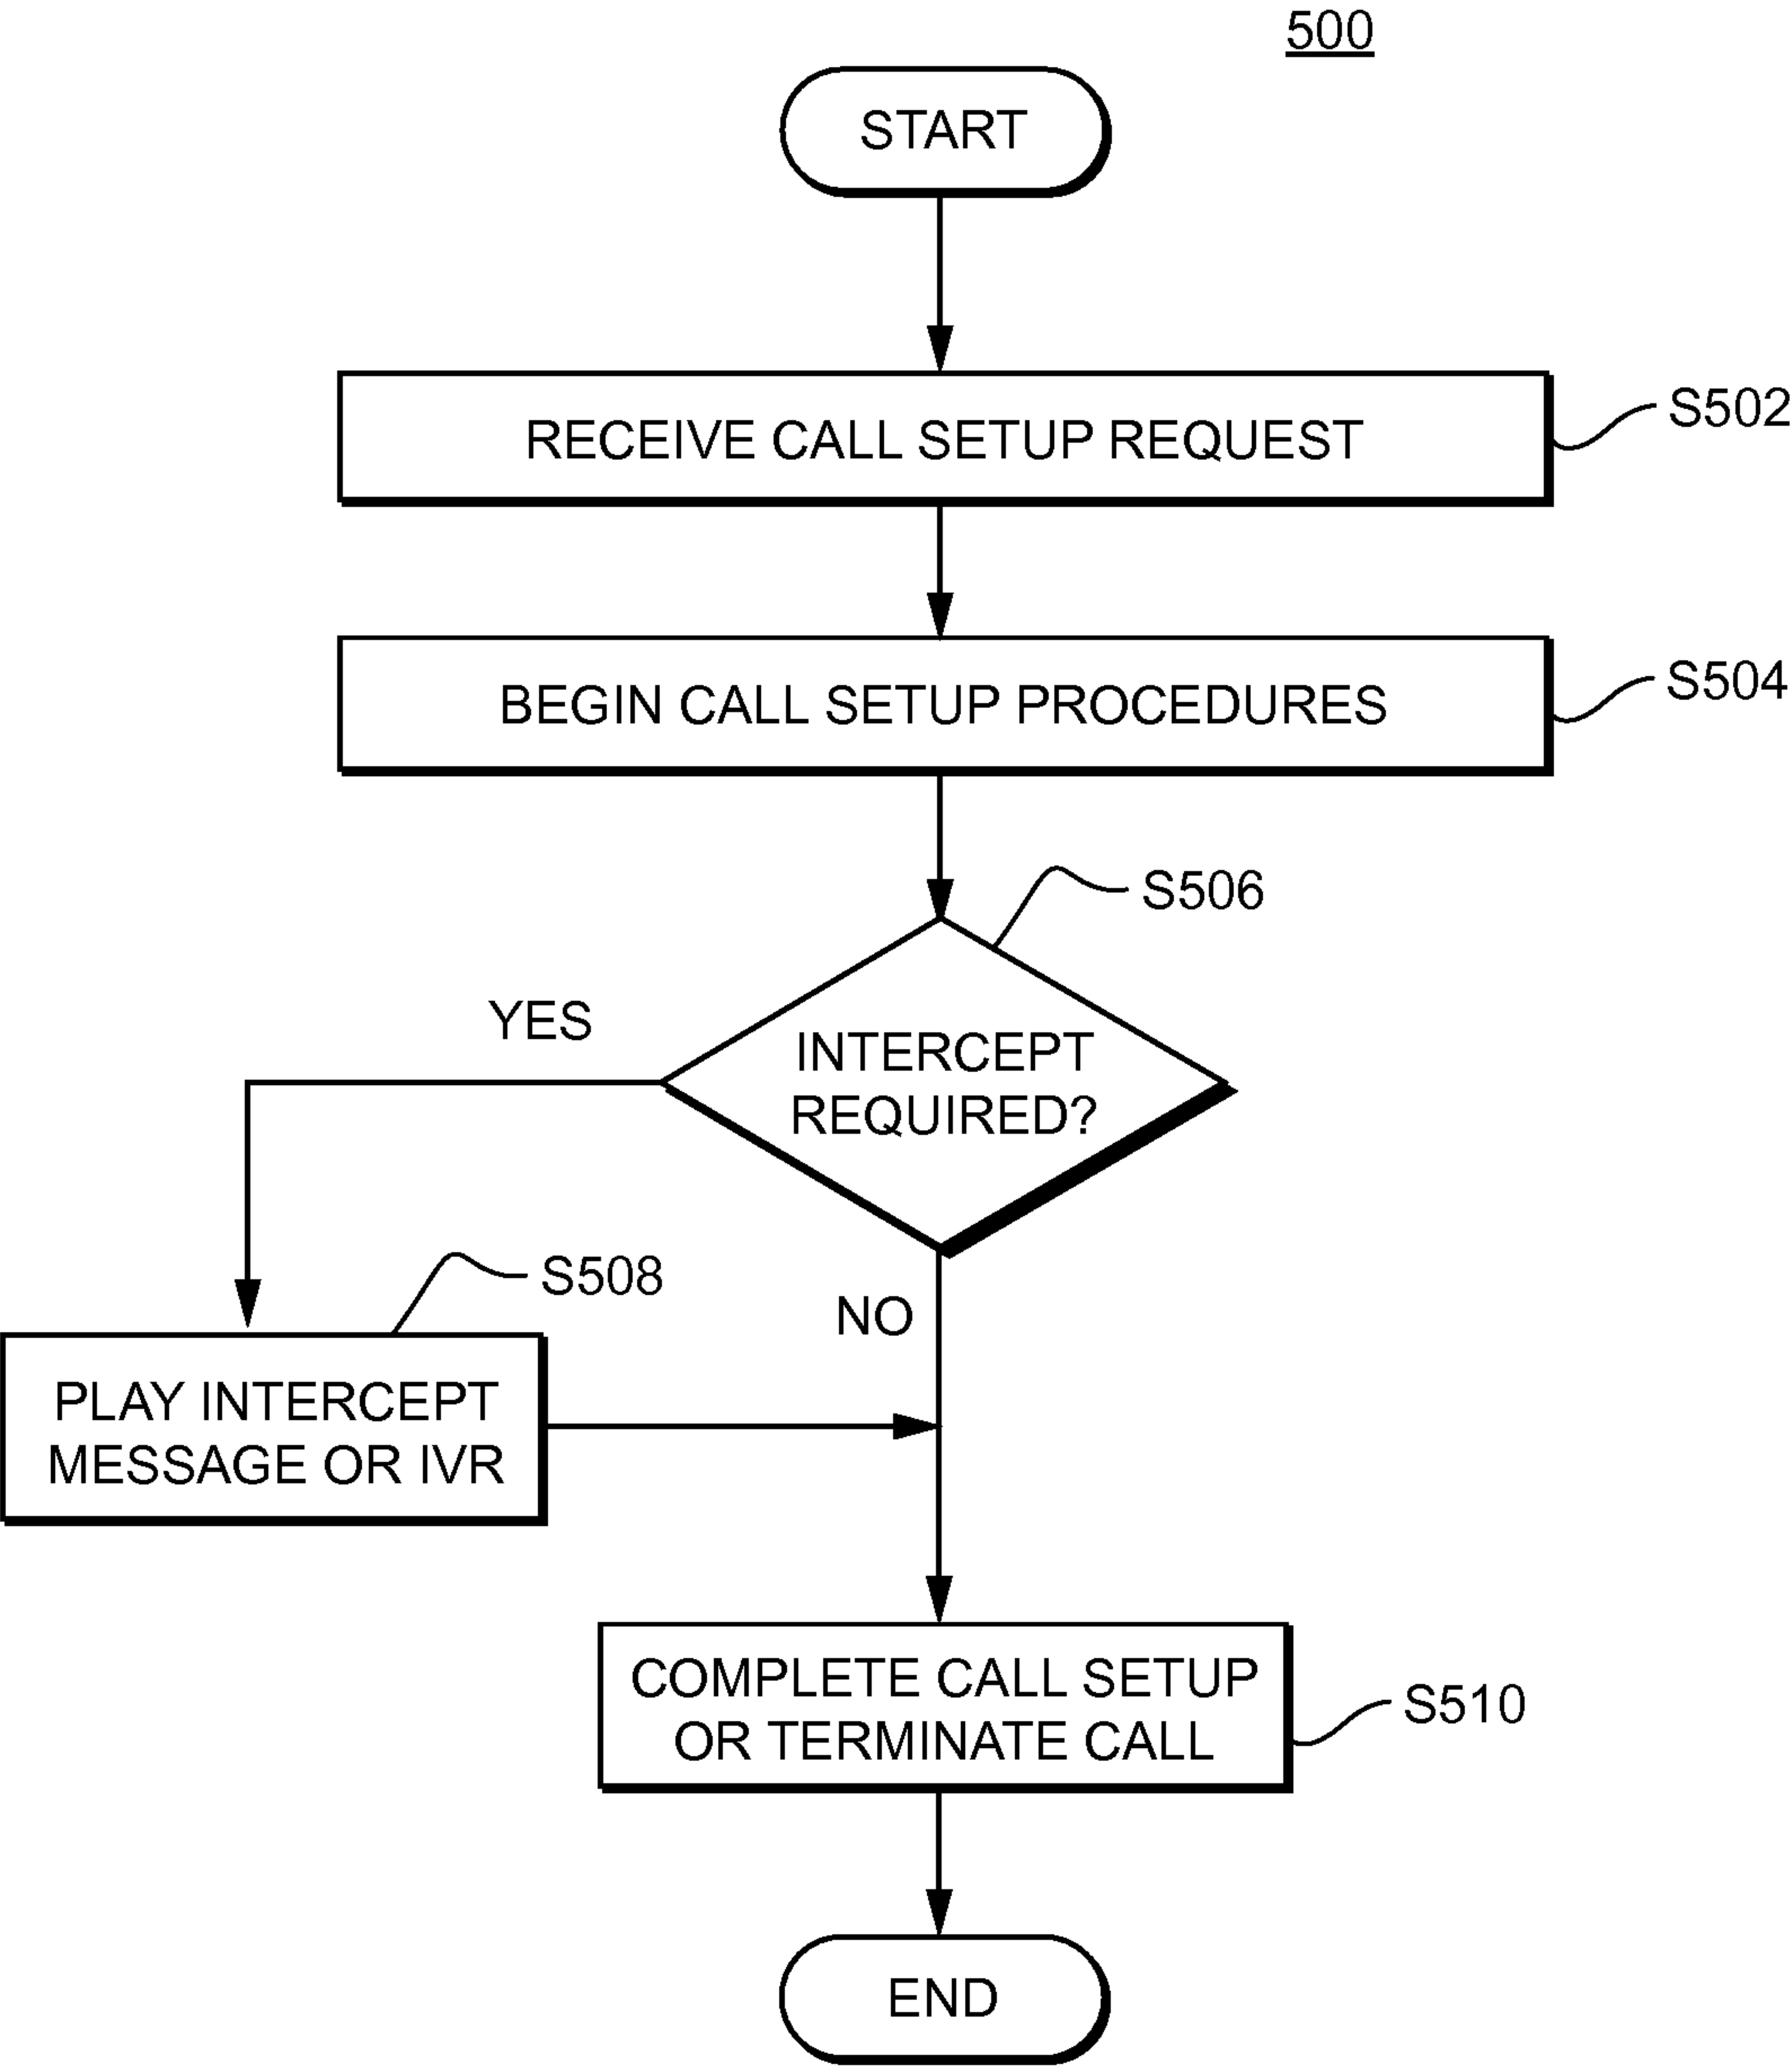 500
START
RECEIVE CALL SETUP REQUEST
S502
BEGIN CALL SETUP PROCEDURES
S504
S506
YES
INTERCEPT
REQUIRED?
S508
NO
PLAY INTERCEPT
MESSAGE OR IVR
COMPLETE CALL SETUP
OR TERMINATE CALL
S510
END